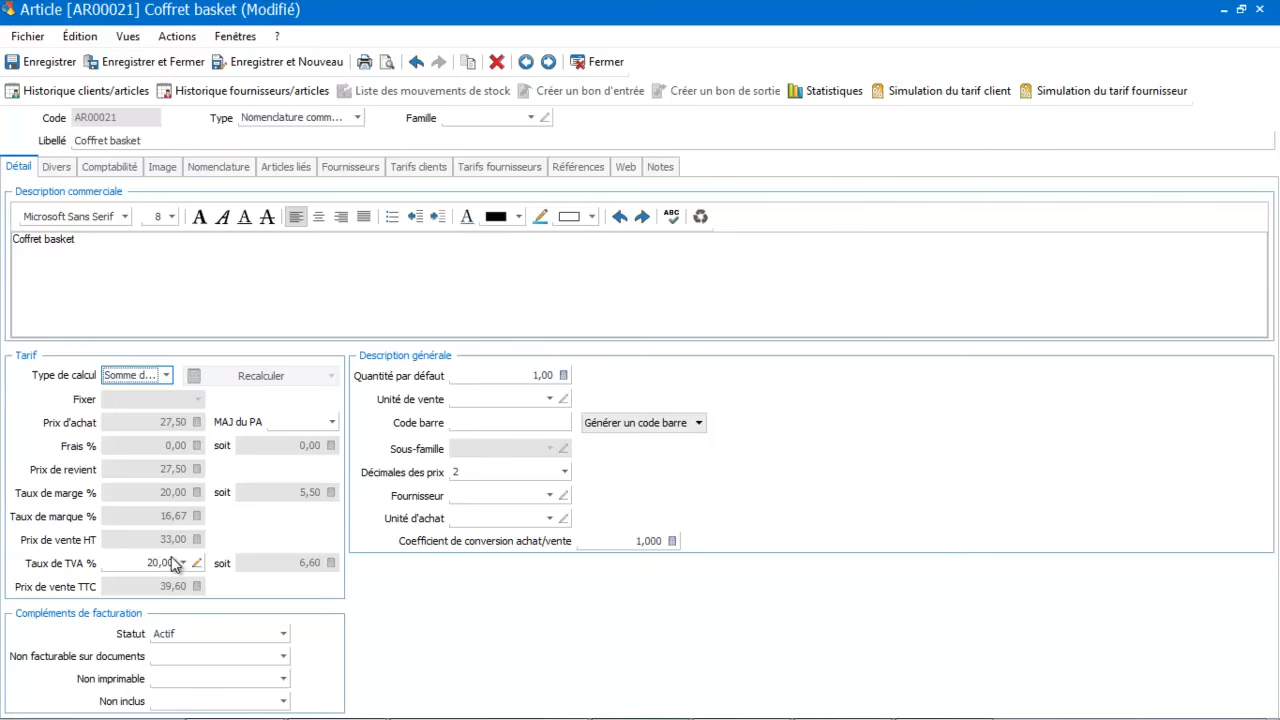 Article [AR00021] Coffret basket (Modifié)
Fichier Édition Vues Actions Fenêtres ?
Enregistrer Enregistrer et Fermer Enregistrer et Nouveau Fermer
Historique clients/articles Historique fournisseurs/articles Liste des mouvements de stock Créer un bon d'entrée Créer un bon de sortie Statistiques Simulation du tarif client Simulation du tarif fournisseur
Code AR00021 Type Nomenclature comm... Famille
Libellé Coffret basket
Détail Divers Comptabilité Image Nomenclature Articles liés Fournisseurs Tarifs clients Tarifs fournisseurs Références Web Notes
Description commerciale
Microsoft Sans Serif 8 A A A A A ABC
Coffret basket
Tarif
Type de calcul Somme d... Recalculer
Fixer
Prix d'achat 27,50 MAJ du PA
Frais % 0,00 soit 0,00
Prix de revient 27,50
Taux de marge % 20,00 soit 5,50
Taux de marque % 16,67
Prix de vente HT 33,00
Taux de TVA % 20,00 soit 6,60
Prix de vente TTC 39,60
Description générale
Quantité par défaut 1,00
Unité de vente
Code barre Générer un code barre
Sous-famille
Décimales des prix 2
Fournisseur
Unité d'achat
Coefficient de conversion achat/vente 1,000
Compléments de facturation
Statut Actif
Non facturable sur documents
Non imprimable
Non inclus